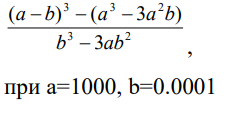 (a − b)³ − (a³ − 3a²b)
b³ − 3ab² ,
при a=1000, b=0.0001